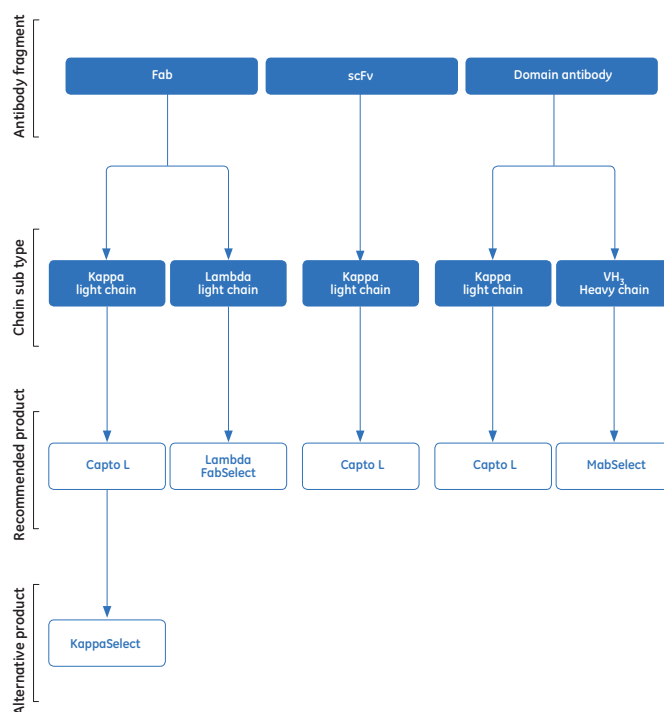 Antibody fragment
Fab
scFv
Domain antibody
Chain sub type
Kappa
light chain
Lambda
light chain
Kappa
light chain
Kappa
light chain
VH3
Heavy chain
Recommended product
Capto L
Lambda
FabSelect
Capto L
Capto L
MabSelect
Alternative product
KappaSelect